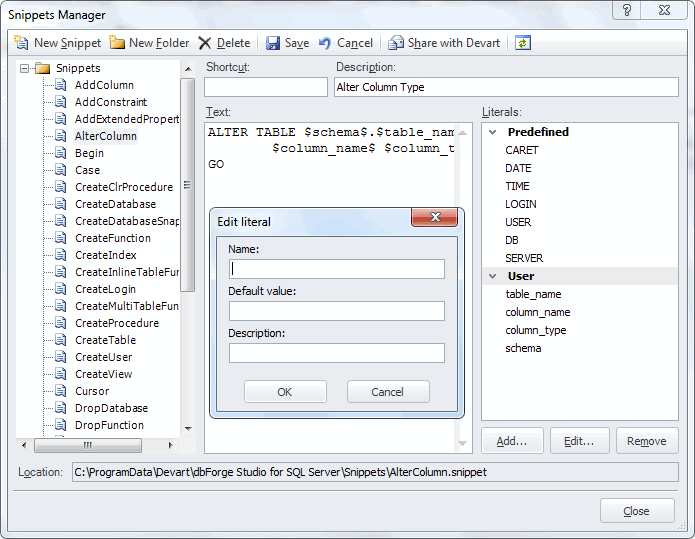 Snippets Manager
New Snippet New Folder Delete Save Cancel Share with Devart
Snippets
AddColumn
AddConstraint
AddExtendedPropert
AlterColumn
Begin
Case
CreateClrProcedure
CreateDatabase
CreateDatabaseSnap
CreateFunction
CreateIndex
CreateInlineTableFun
CreateLogin
CreateMultiTableFun
CreateProcedure
CreateTable
CreateUser
CreateView
Cursor
DropDatabase
DropFunction
Shortcut: Description:
Alter Column Type
Text:
ALTER TABLE $schema$.$table_nam
$column_name$ $column_t
GO
Edit literal
Name:
Default value:
Description:
OK Cancel
Literals:
Predefined
CARET
DATE
TIME
LOGIN
USER
DB
SERVER
User
table_name
column_name
column_type
schema
Add... Edit... Remove
Location: C:\ProgramData\Devart\dbForge Studio for SQL Server\Snippets\AlterColumn.snippet
Close